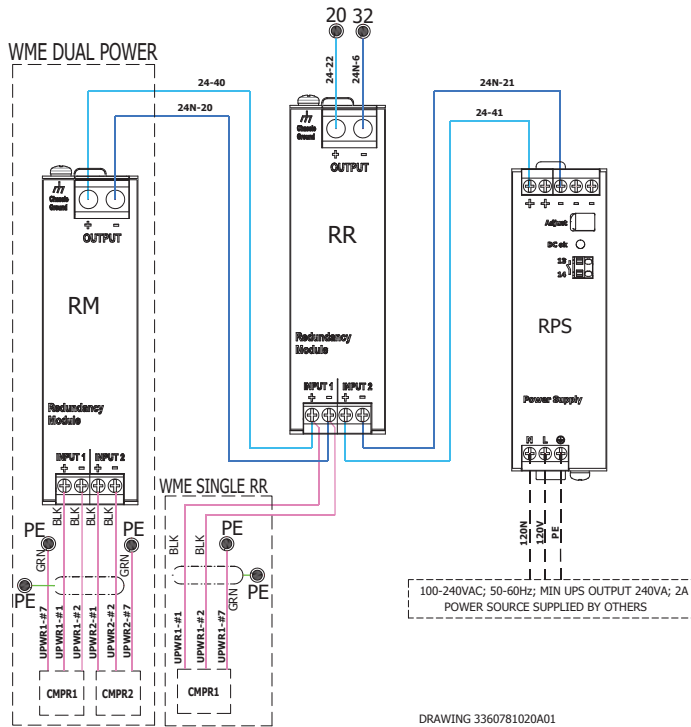 20 32
WME DUAL POWER
24-40
24N-20
24-22
24N-6
24N-21
24-41
Chassis
Ground
+ -
OUTPUT
RM
Redundancy
Module
INPUT 1 INPUT 2
+ - + -
BLK
BLK
BLK
BLK
PE
PE
GRN
GRN
PE
UPWR1-#7
UPWR1-#1
UPWR1-#2
UPWR2-#1
UPWR2-#2
UPWR2-#7
CMPR1
CMPR2
Chassis
Ground
+ -
OUTPUT
RR
Redundancy
Module
INPUT 1 INPUT 2
+ - + -
WME SINGLE RR
BLK
BLK
PE
GRN
PE
UPWR1-#1
UPWR1-#2
UPWR1-#7
CMPR1
+ + - - -
Adjust
DC ok
13
14
RPS
Power Supply
N L
120N
120V
PE
100-240VAC; 50-60Hz; MIN UPS OUTPUT 240VA; 2A
POWER SOURCE SUPPLIED BY OTHERS
DRAWING 3360781020A01